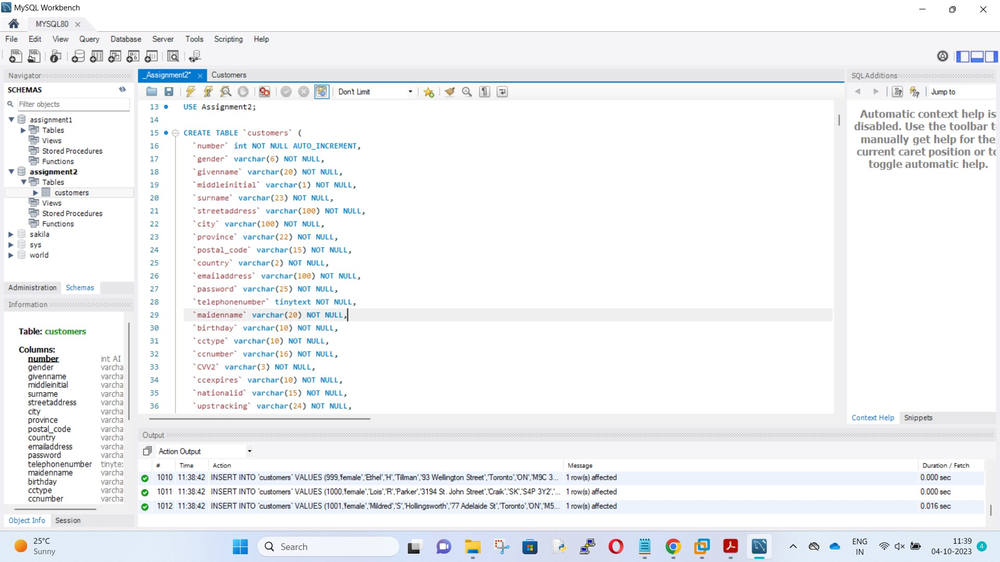 MySQL Workbench
MYSQL80
File Edit View Query Database Server Tools Scripting Help
Navigator
SCHEMAS
Filter objects
assignment1
Tables
Views
Stored Procedures
Functions
assignment2
Tables
customers
Views
Stored Procedures
Functions
sakila
sys
world
Administration Schemas
Information
Table: customers
Columns:
number int AI
gender varcha
givenname varcha
middleinitial varcha
surname varcha
streetaddress varcha
city varcha
province varcha
postal_code varcha
country varcha
emailaddress varcha
password varcha
telephonenumber tinyte
maidenname varcha
birthday varcha
cctype varcha
ccnumber varcha
Object Info Session
_Assignment2* Customers
Don't Limit
13 USE Assignment2;
14
15 CREATE TABLE `customers` (
16 `number` int NOT NULL AUTO_INCREMENT,
17 `gender` varchar(6) NOT NULL,
18 `givenname` varchar(20) NOT NULL,
19 `middleinitial` varchar(1) NOT NULL,
20 `surname` varchar(23) NOT NULL,
21 `streetaddress` varchar(100) NOT NULL,
22 `city` varchar(100) NOT NULL,
23 `province` varchar(22) NOT NULL,
24 `postal_code` varchar(15) NOT NULL,
25 `country` varchar(2) NOT NULL,
26 `emailaddress` varchar(100) NOT NULL,
27 `password` varchar(25) NOT NULL,
28 `telephonenumber` tinytext NOT NULL,
29 `maidenname` varchar(20) NOT NULL,
30 `birthday` varchar(10) NOT NULL,
31 `cctype` varchar(10) NOT NULL,
32 `ccnumber` varchar(16) NOT NULL,
33 `CVV2` varchar(3) NOT NULL,
34 `ccexpires` varchar(10) NOT NULL,
35 `nationalid` varchar(15) NOT NULL,
36 `upstracking` varchar(24) NOT NULL,
SQLAdditions
Jump to
Automatic context help is
disabled. Use the toolbar t
manually get help for the
current caret position or to
toggle automatic help.
Context Help Snippets
Output
Action Output
# Time Action Message Duration / Fetch
1010 11:38:42 INSERT INTO `customers` VALUES (999,'female','Ethel','H','Tillman','93 Wellington Street','Toronto','ON','M9C 3... 1 row(s) affected 0.000 sec
1011 11:38:42 INSERT INTO `customers` VALUES (1000,'female','Lois','R','Parker','3194 St. John Street','Craik','SK','S4P 3Y2','... 1 row(s) affected 0.000 sec
1012 11:38:42 INSERT INTO `customers` VALUES (1001,'female','Mildred','S','Hollingsworth','77 Adelaide St','Toronto','ON','M5... 1 row(s) affected 0.016 sec
25°C
Sunny
Search
ENG
IN
11:39
04-10-2023
4